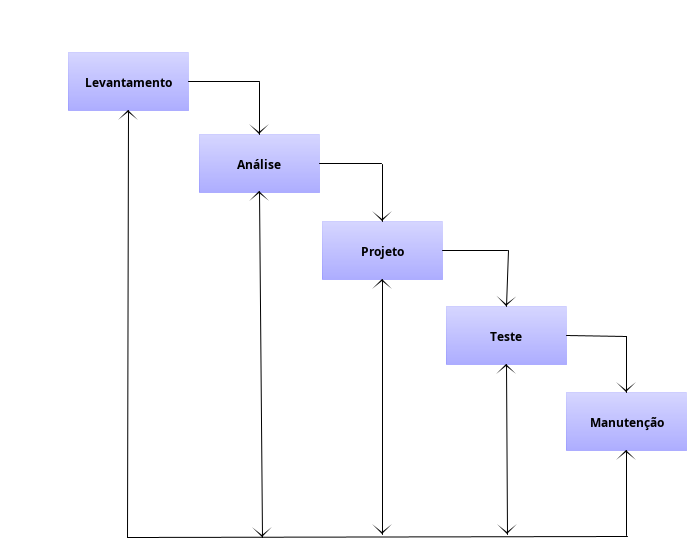 Levantamento
Análise
Projeto
Teste
Manutenção